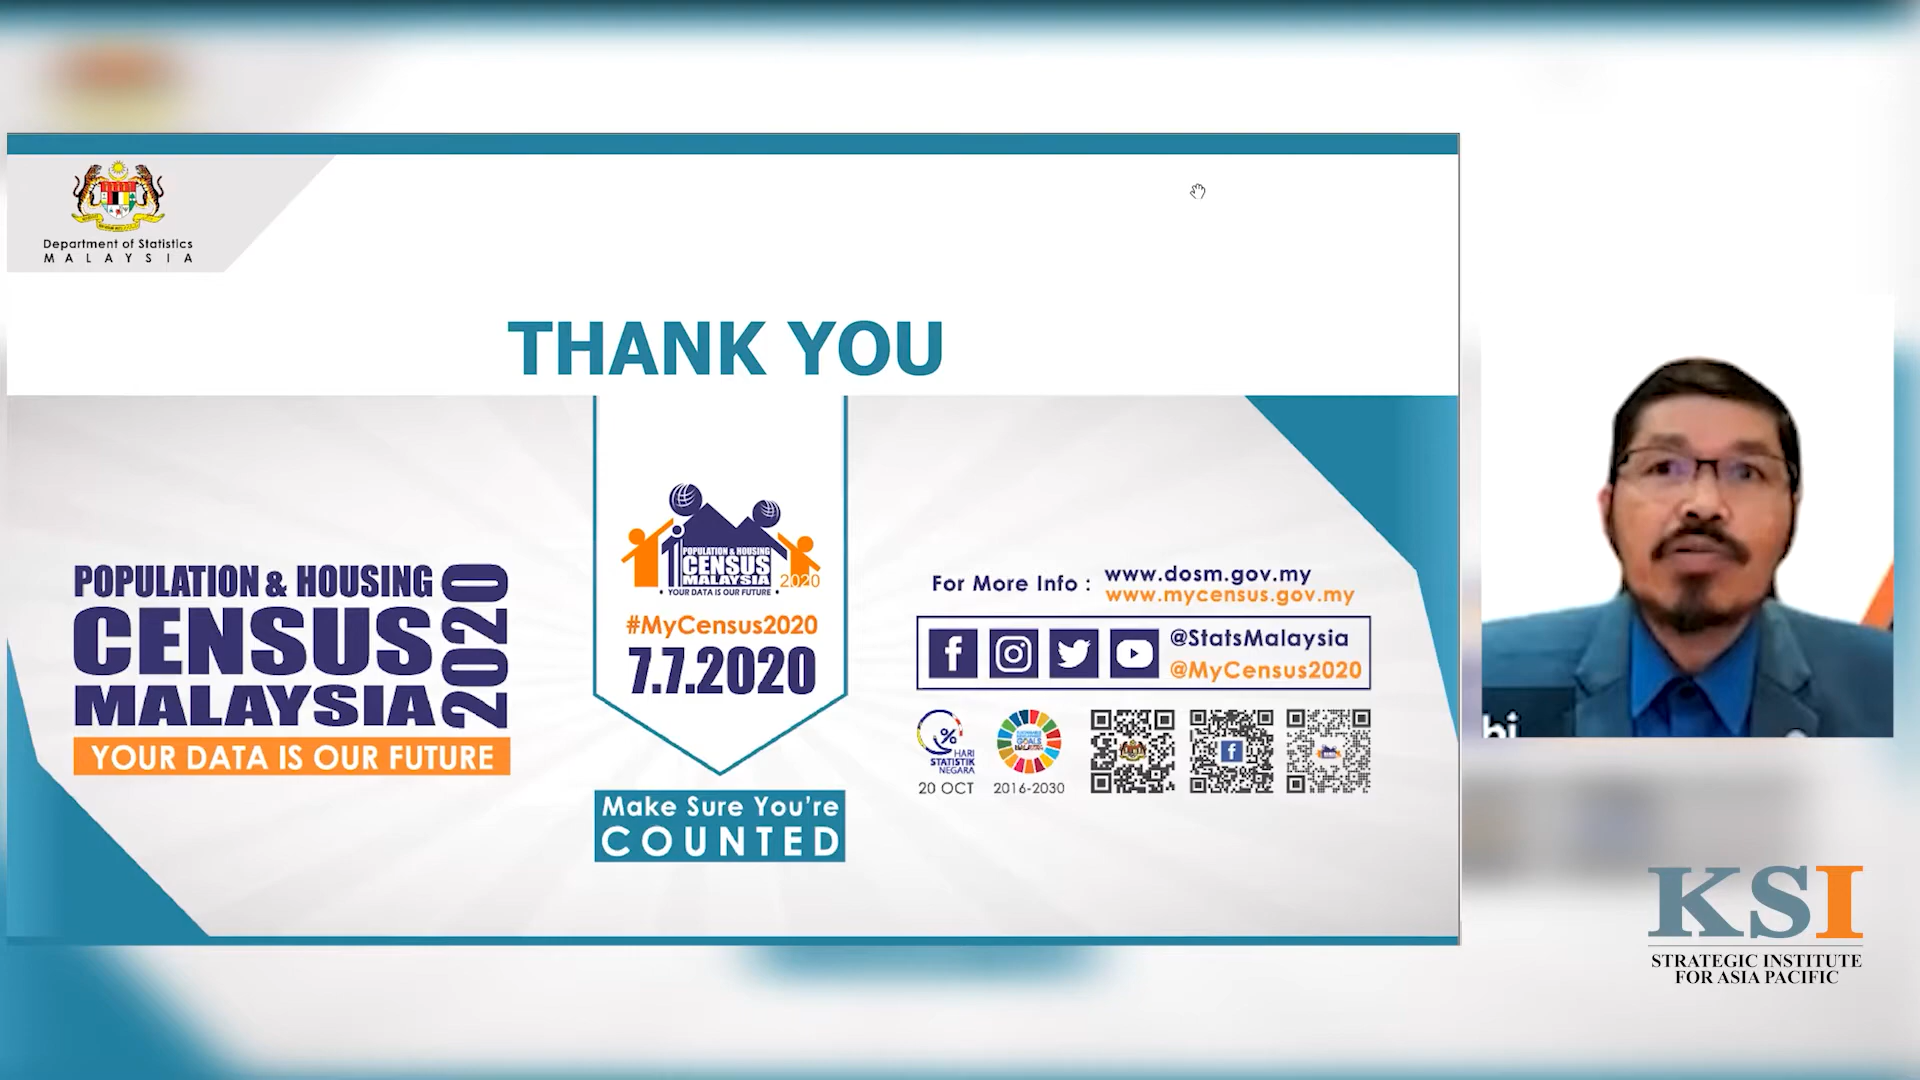 Department of Statistics
MALAYSIA
THANK YOU
POPULATION & HOUSING
CENSUS
MALAYSIA
2020
YOUR DATA IS OUR FUTURE
POPULATION & HOUSING
CENSUS
MALAYSIA
2020
• YOUR DATA IS OUR FUTURE •
#MyCensus2020
7.7.2020
Make Sure You're
COUNTED
For More Info :
www.dosm.gov.my
www.mycensus.gov.my
@StatsMalaysia
@MyCensus2020
HARI
STATISTIK
NEGARA
20 OCT
2016-2030
KSI
STRATEGIC INSTITUTE
FOR ASIA PACIFIC